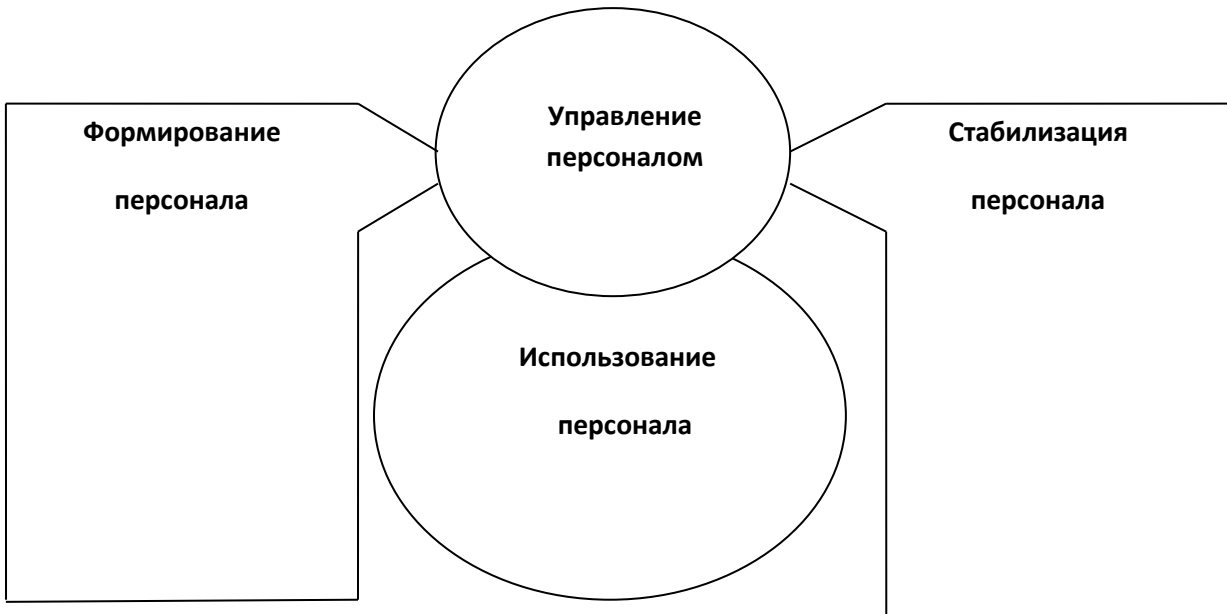 Формирование
персонала
Управление
персоналом
Стабилизация
персонала
Использование
персонала